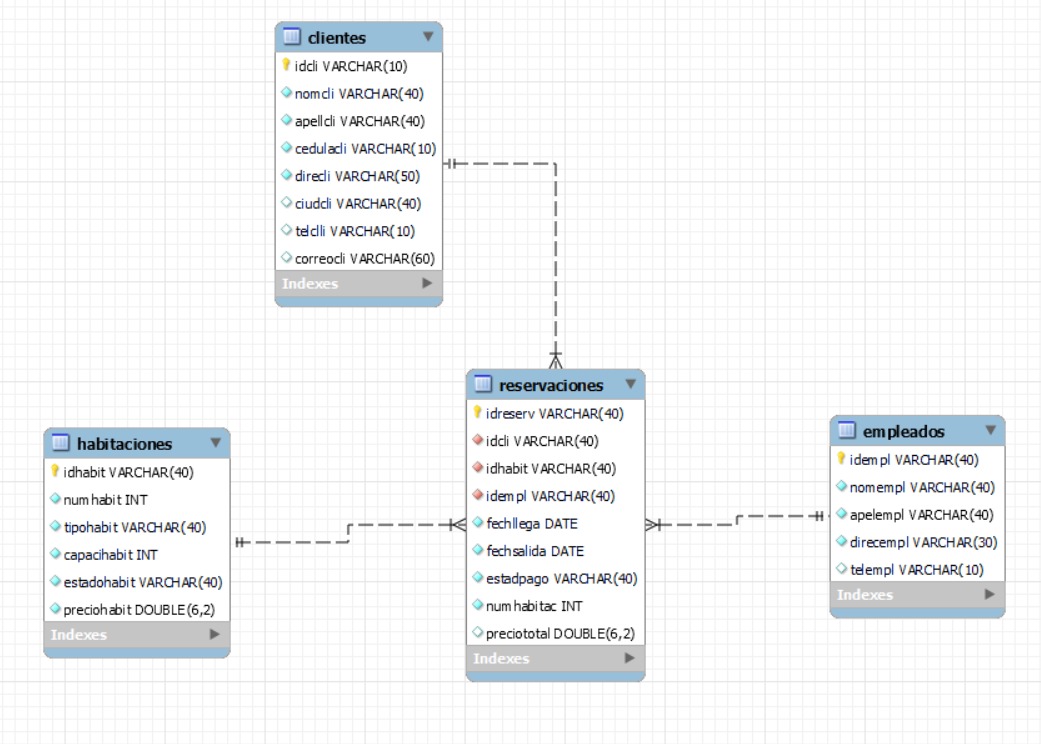 clientes
idcli VARCHAR(10)
nomcli VARCHAR(40)
apellcli VARCHAR(40)
cedulacli VARCHAR(10)
direcli VARCHAR(50)
ciudcli VARCHAR(40)
telclli VARCHAR(10)
correocli VARCHAR(60)
Indexes
habitaciones
idhabit VARCHAR(40)
numhabit INT
tipohabit VARCHAR(40)
capacihabit INT
estadohabit VARCHAR(40)
preciohabit DOUBLE(6,2)
Indexes
reservaciones
idreserv VARCHAR(40)
idcli VARCHAR(40)
idhabit VARCHAR(40)
idempl VARCHAR(40)
fechllega DATE
fechsalida DATE
estadpago VARCHAR(40)
numhabitac INT
preciototal DOUBLE(6,2)
Indexes
empleados
idempl VARCHAR(40)
nomempl VARCHAR(40)
apelempl VARCHAR(40)
direcempl VARCHAR(30)
telempl VARCHAR(10)
Indexes